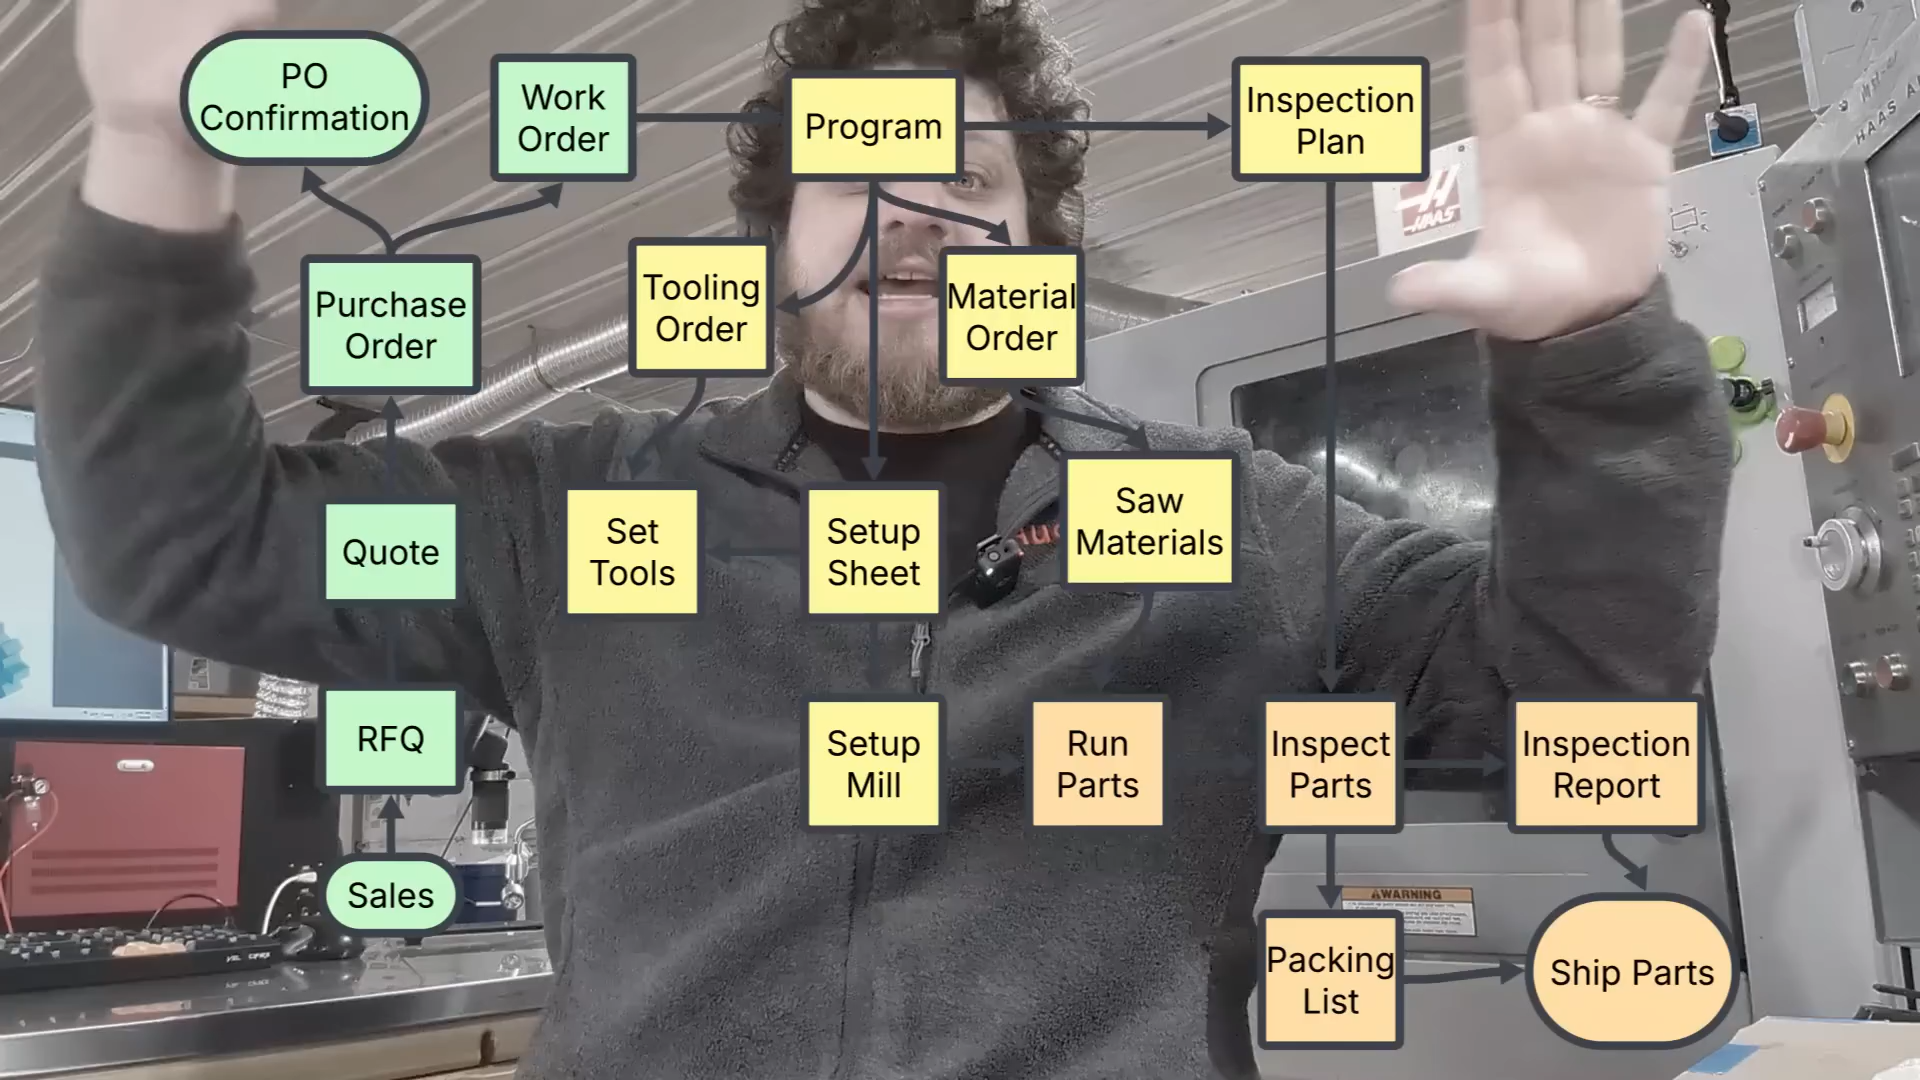 PO
Confirmation
Work
Order
Program
Inspection
Plan
HAAS
HAAS
Purchase
Order
Tooling
Order
Material
Order
Quote
Set
Tools
Setup
Sheet
Saw
Materials
RFQ
Setup
Mill
Run
Parts
Inspect
Parts
Inspection
Report
Sales
WARNING
Packing
List
Ship Parts